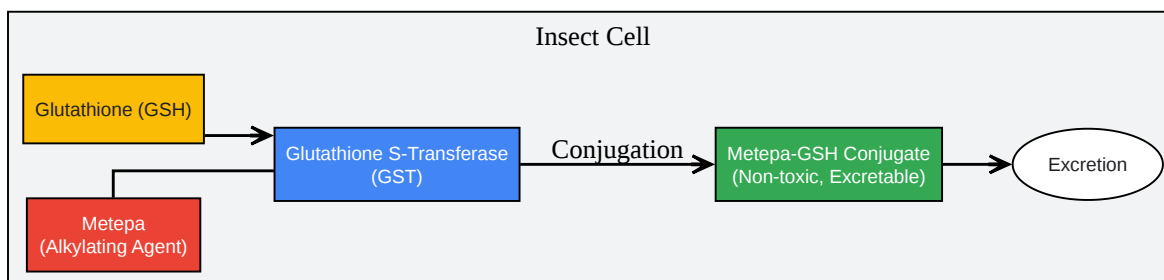 Insect Cell
Glutathione (GSH)
Glutathione S-Transferase
(GST)
Conjugation
Metepa-GSH Conjugate
(Non-toxic, Excretable)
Excretion
Metepa
(Alkylating Agent)